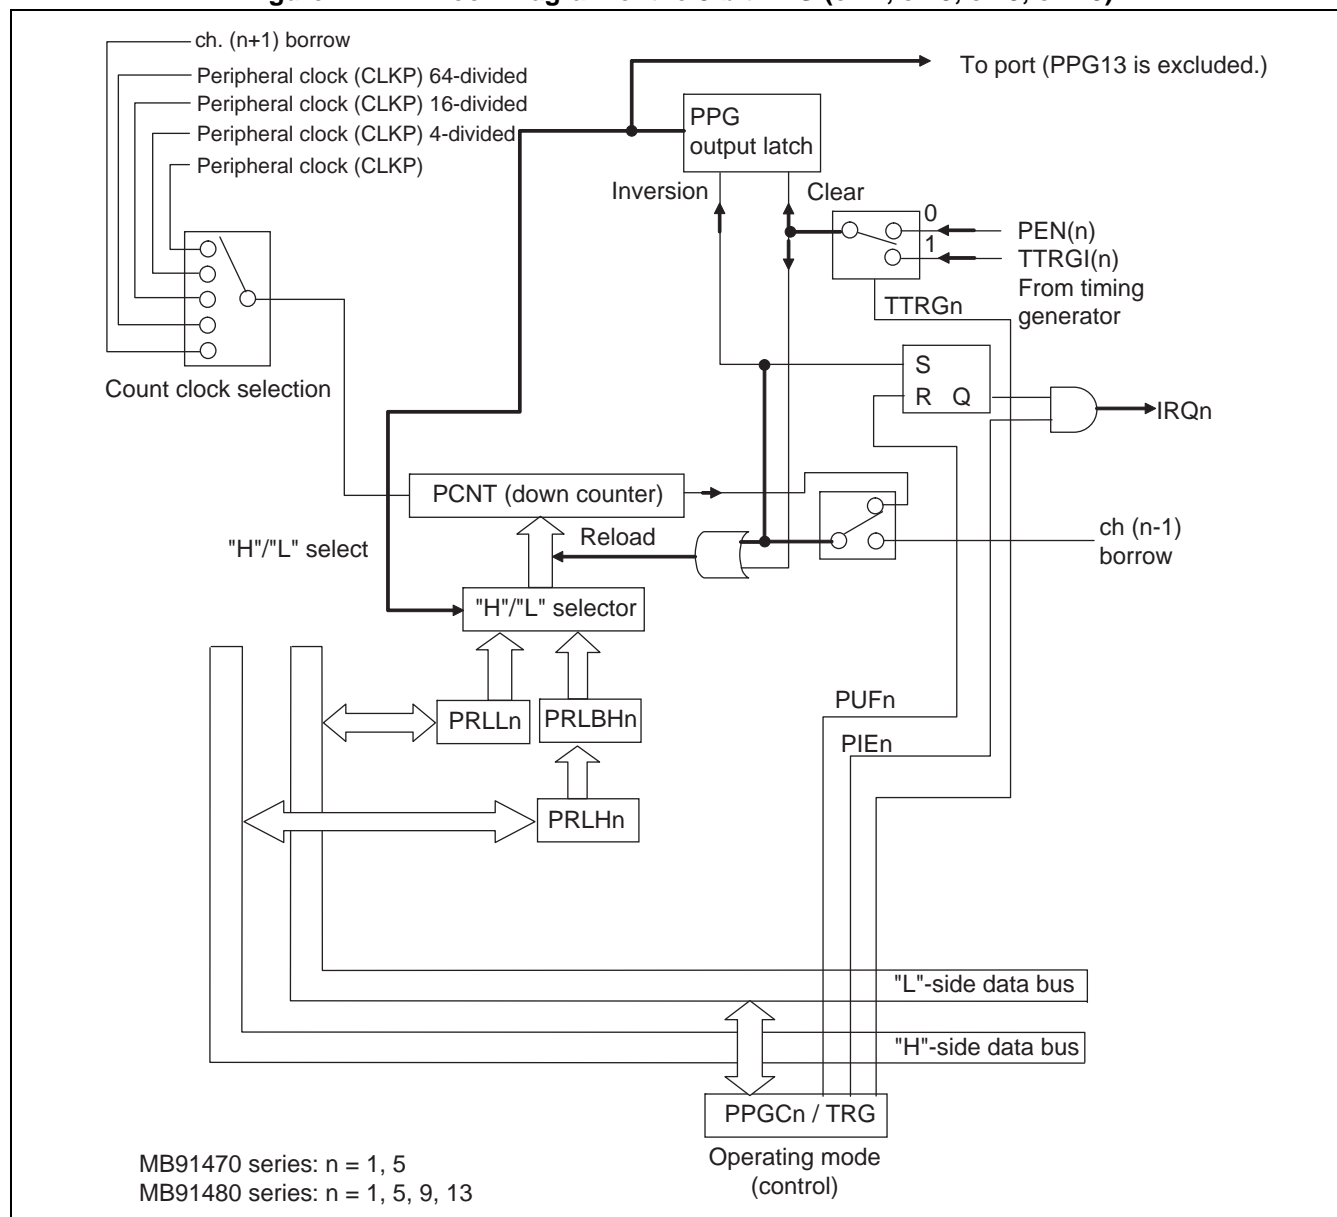 ch. (n+1) borrow
Peripheral clock (CLKP) 64-divided
Peripheral clock (CLKP) 16-divided
Peripheral clock (CLKP) 4-divided
Peripheral clock (CLKP)
Count clock selection
To port (PPG13 is excluded.)
PPG
output latch
Inversion
Clear
0
1
PEN(n)
TTRGI(n)
From timing
generator
TTRGn
S
R Q
IRQn
PCNT (down counter)
Reload
"H"/"L" select
ch (n-1)
borrow
"H"/"L" selector
PRLLn
PRLBHn
PRLHn
PUFn
PIEn
"L"-side data bus
"H"-side data bus
PPGCn / TRG
Operating mode
(control)
MB91470 series: n = 1, 5
MB91480 series: n = 1, 5, 9, 13